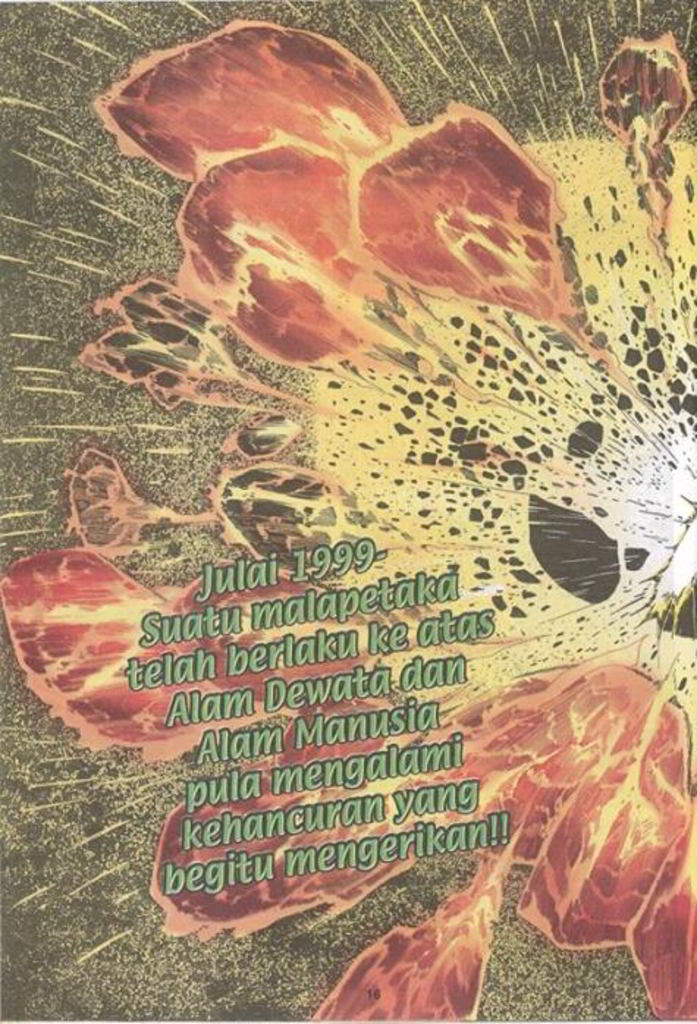 Julai 1999-
Suatu malapetaka
telah berlaku ke atas
Alam Dewata dan
Alam Manusia
pula mengalami
kehancuran yang
begitu mengerikan!!
16